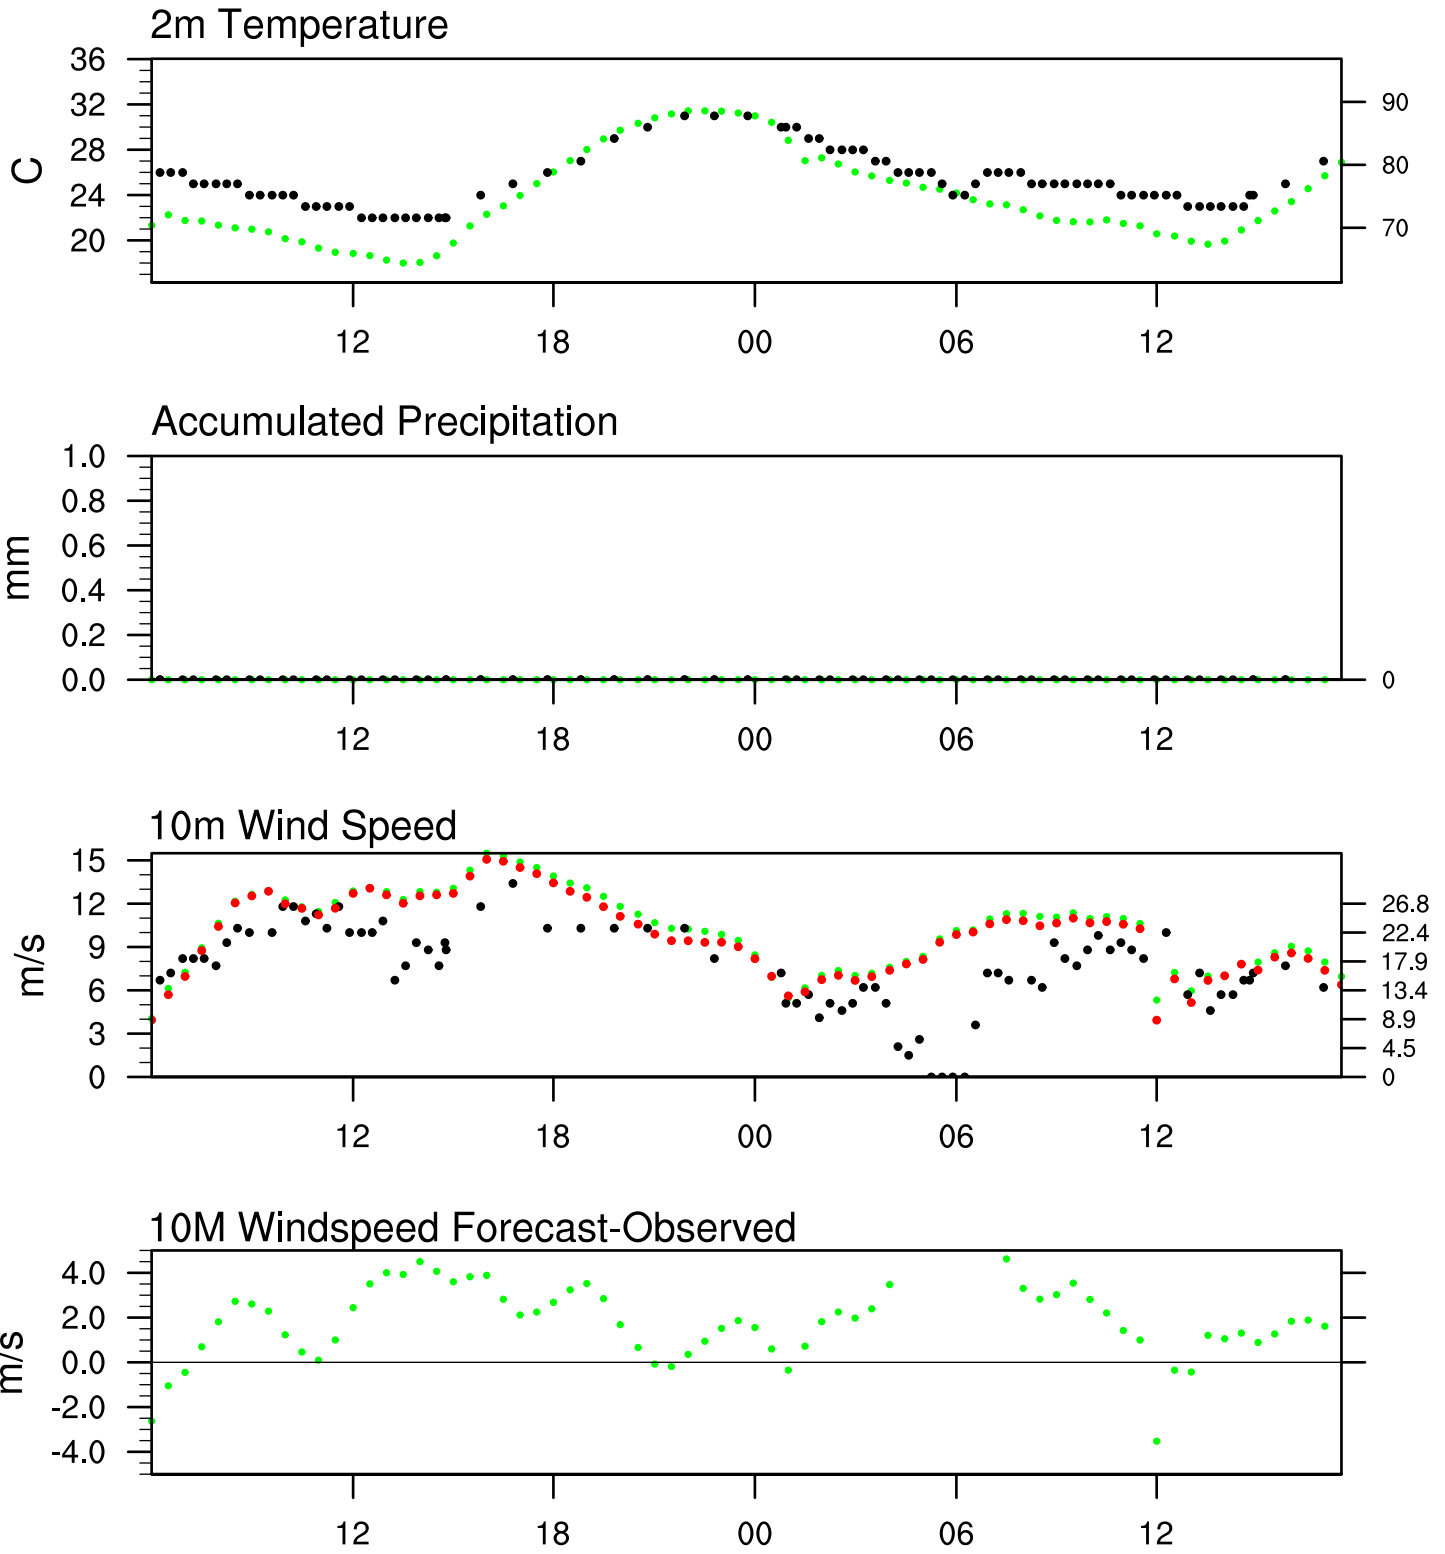 2m Temperature
36
32
28
24
20
C
90
80
70
12 18 00 06 12
Accumulated Precipitation
1.0
0.8
0.6
0.4
0.2
0.0
mm
0
12 18 00 06 12
10m Wind Speed
15
12
9
6
3
0
m/s
26.8
22.4
17.9
13.4
8.9
4.5
0
12 18 00 06 12
10M Windspeed Forecast-Observed
4.0
2.0
0.0
-2.0
-4.0
m/s
12 18 00 06 12